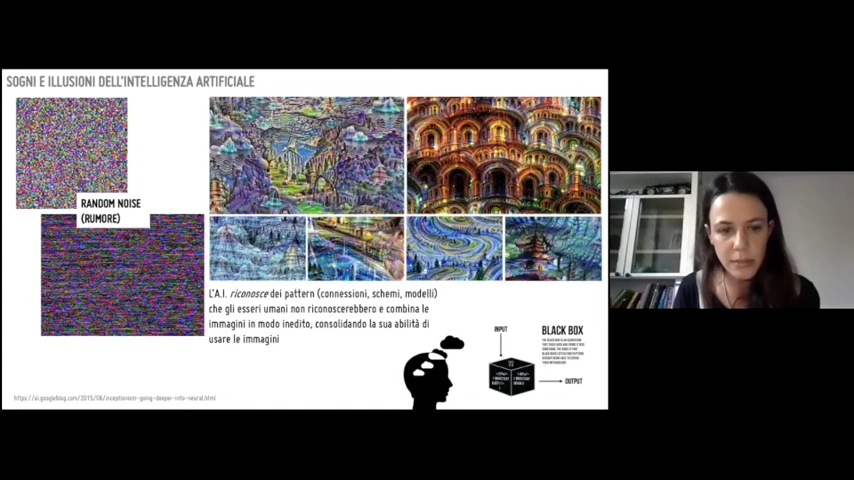 SOGNI E ILLUSIONI DELL'INTELLIGENZA ARTIFICIALE
RANDOM NOISE
(RUMORE)
L'A.I. riconosce dei pattern (connessioni, schemi, modelli)
che gli esseri umani non riconoscerebbero e combina le
immagini in modo inedito, consolidando la sua abilità di
usare le immagini
INPUT
BLACK BOX
OUTPUT
https://ai.googleblog.com/2015/06/inceptionism-going-deeper-into-neural.html